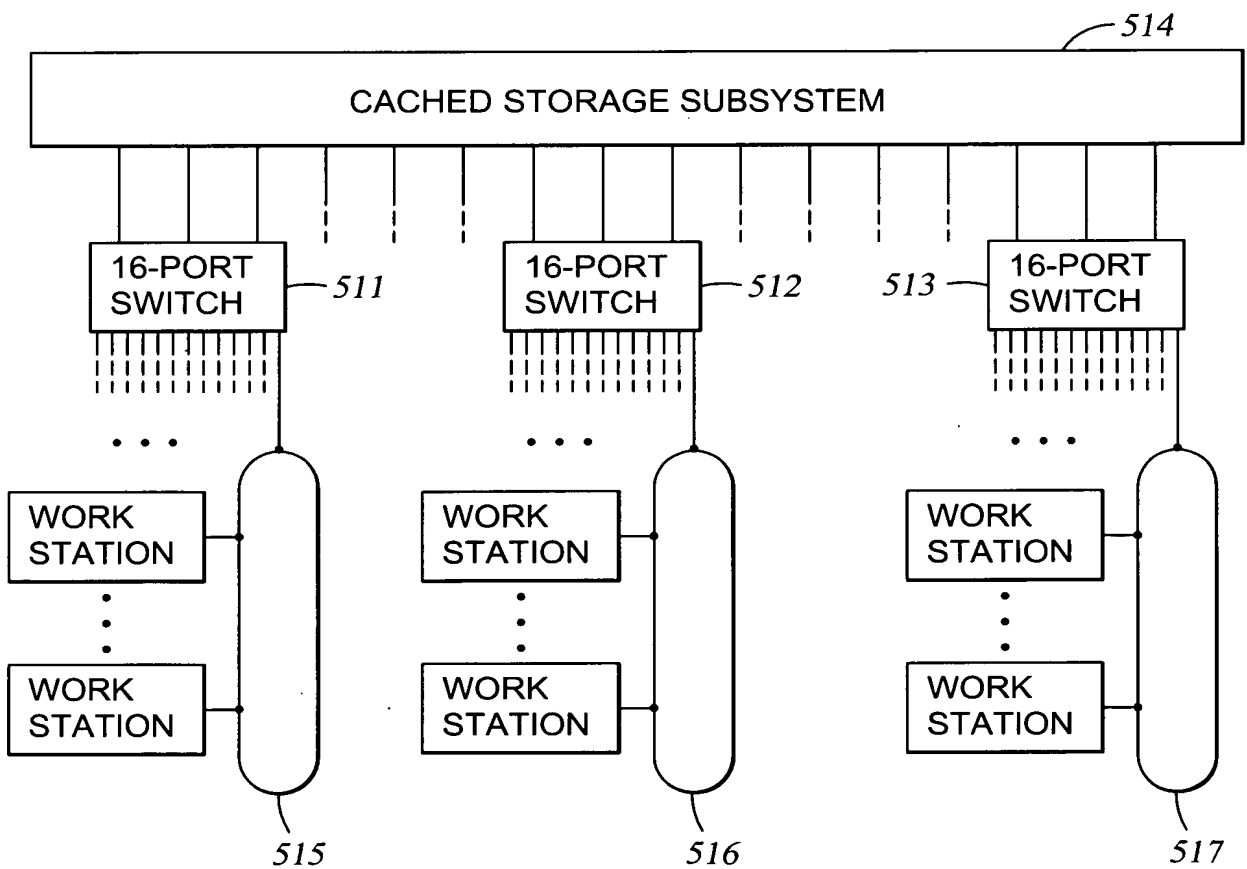 514
CACHED STORAGE SUBSYSTEM
16-PORT
SWITCH
511
16-PORT
SWITCH
512
513
16-PORT
SWITCH
WORK
STATION
WORK
STATION
WORK
STATION
WORK
STATION
WORK
STATION
WORK
STATION
515
516
517